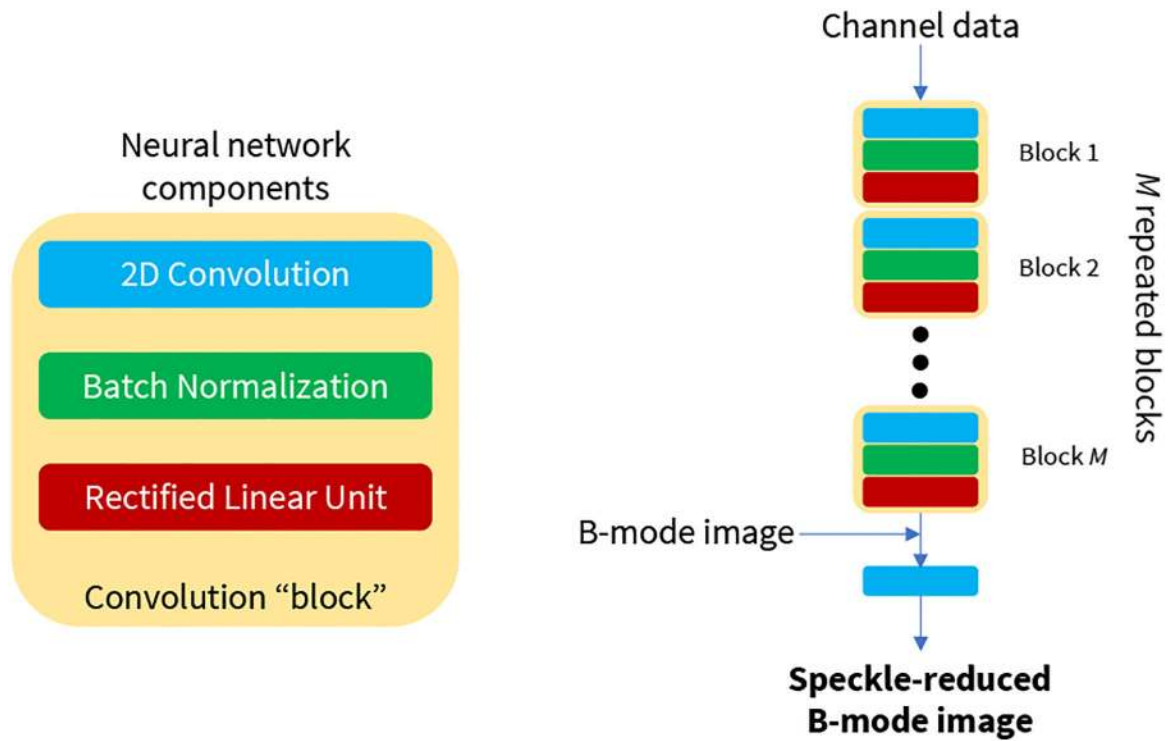 Neural network
components
2D Convolution
Batch Normalization
Rectified Linear Unit
Convolution “block”
Channel data
Block 1
Block 2
Block M
M repeated blocks
B-mode image
Speckle-reduced
B-mode image